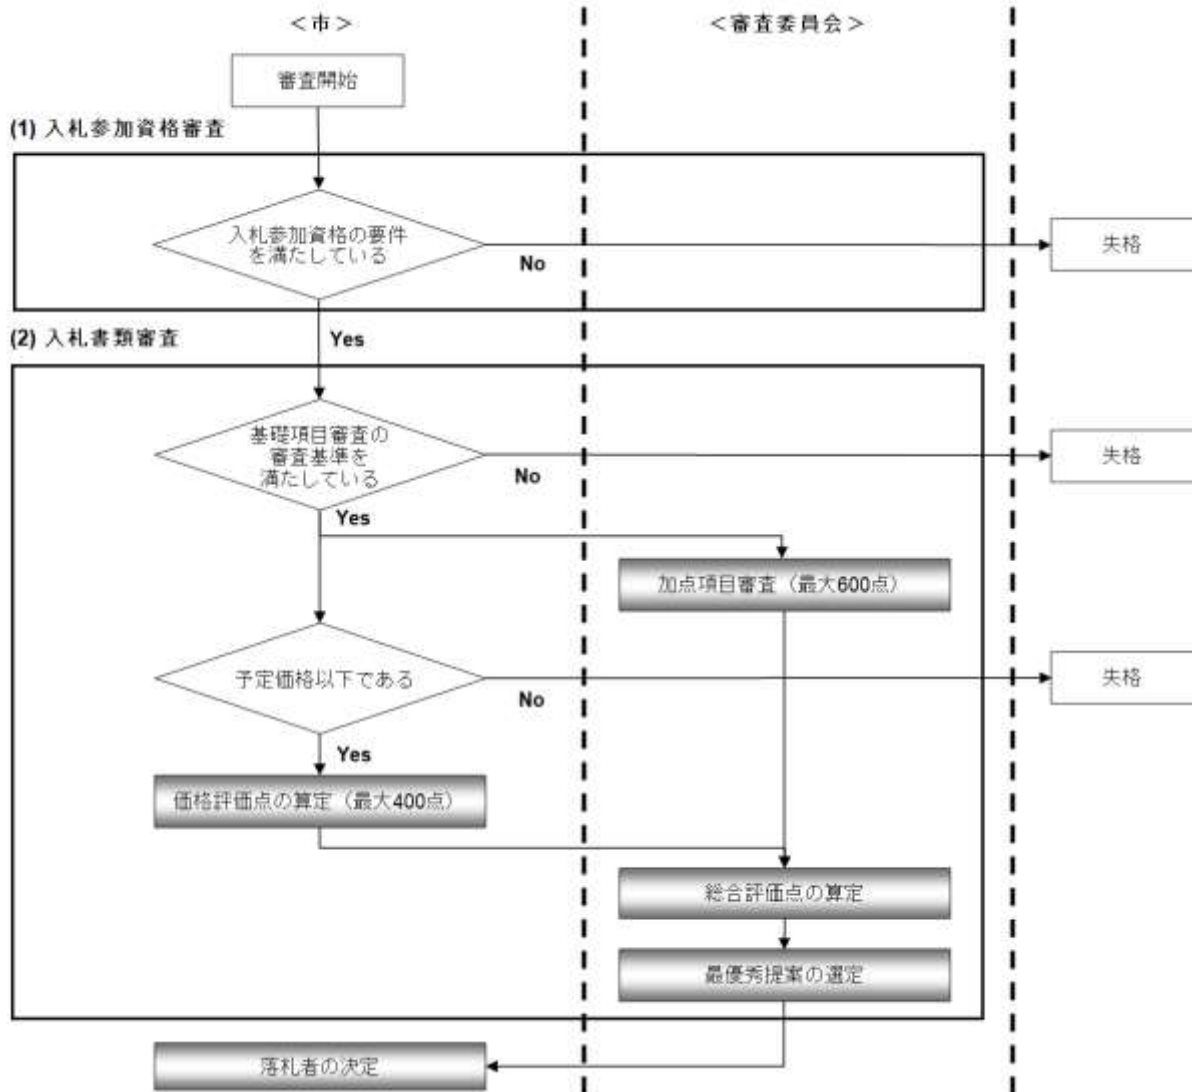 ＜市＞
＜審査委員会＞
審査開始
(1) 入札参加資格審査
入札参加資格の要件
を満たしている
No
失格
(2) 入札書類審査
Yes
基礎項目審査の
審査基準を
満たしている
No
失格
Yes
加点項目審査（最大600点）
予定価格以下である
No
失格
Yes
価格評価点の算定（最大400点）
総合評価点の算定
最優秀提案の選定
落札者の決定